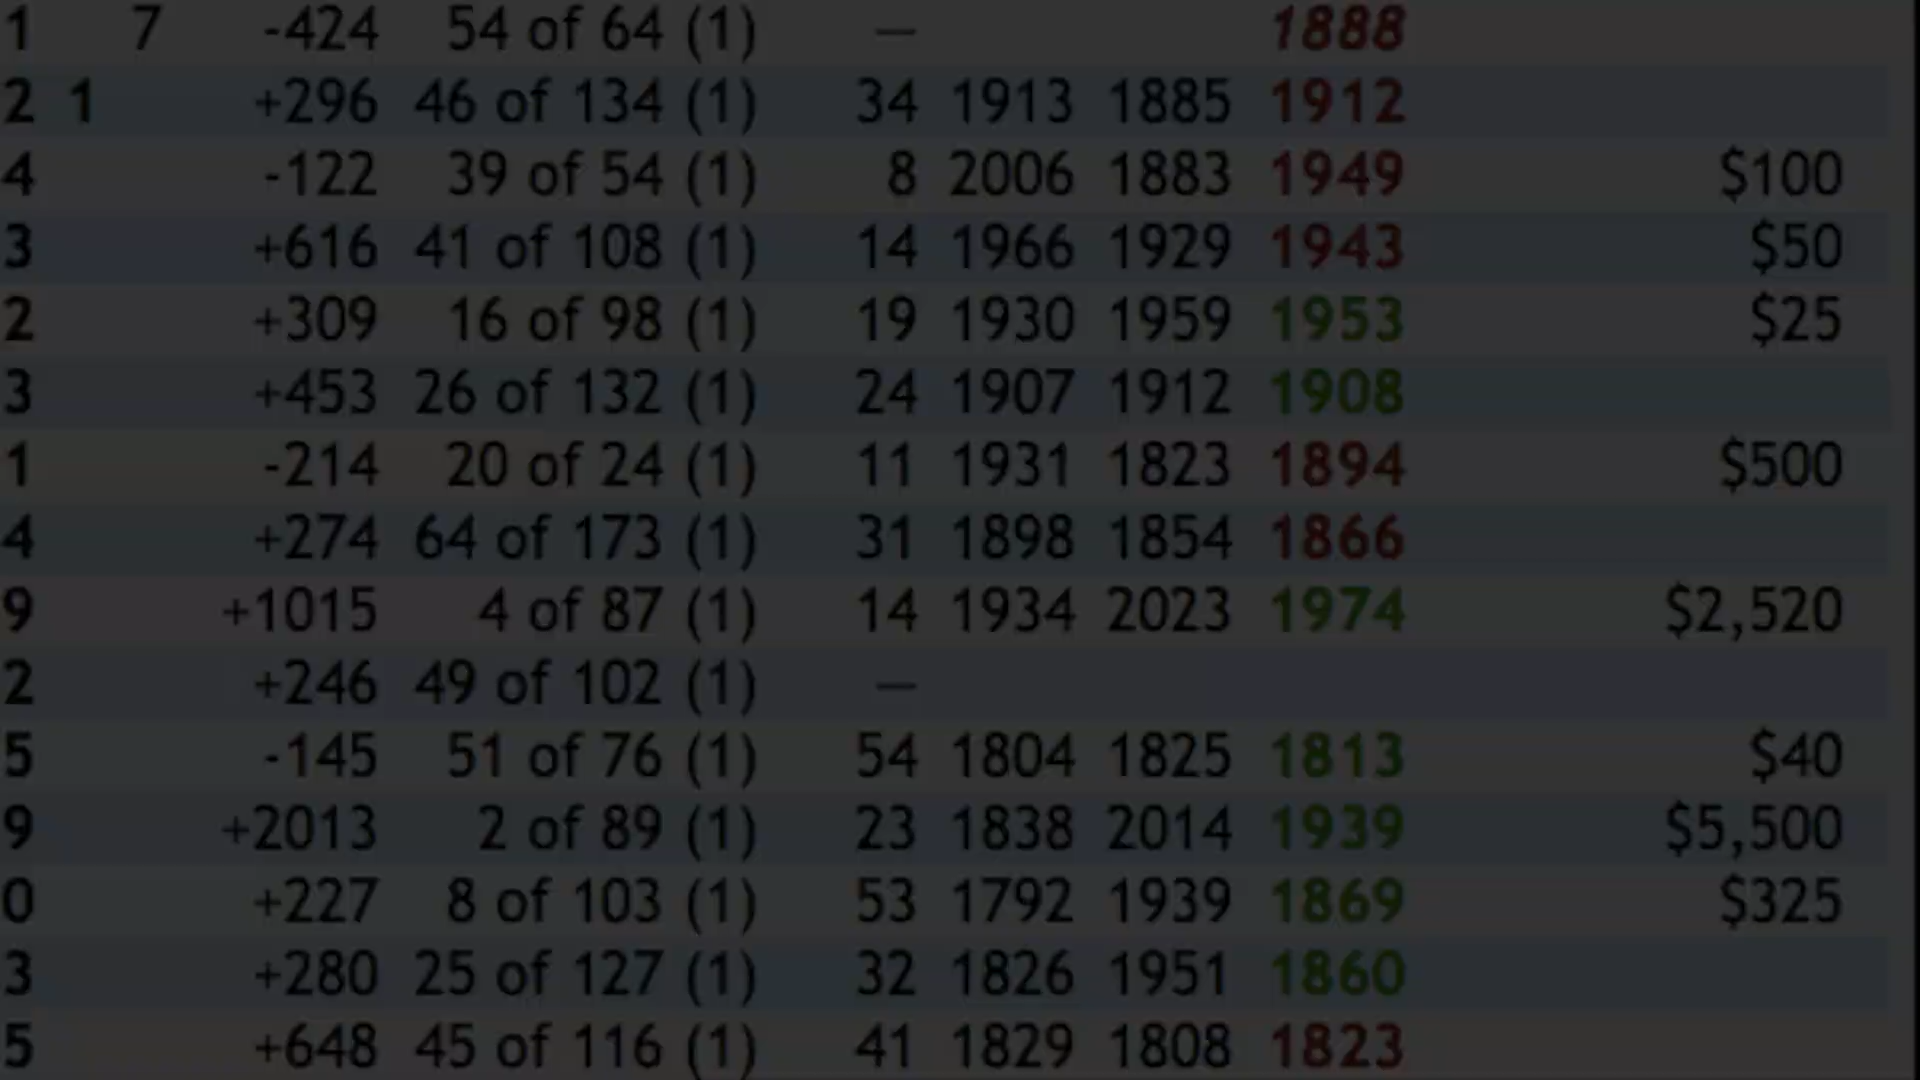 1 7 -424 54 of 64 (1) — 1888
2 1 +296 46 of 134 (1) 34 1913 1885 1912
4 -122 39 of 54 (1) 8 2006 1883 1949 $100
3 +616 41 of 108 (1) 14 1966 1929 1943 $50
2 +309 16 of 98 (1) 19 1930 1959 1953 $25
3 +453 26 of 132 (1) 24 1907 1912 1908
1 -214 20 of 24 (1) 11 1931 1823 1894 $500
4 +274 64 of 173 (1) 31 1898 1854 1866
9 +1015 4 of 87 (1) 14 1934 2023 1974 $2,520
2 +246 49 of 102 (1) —
5 -145 51 of 76 (1) 54 1804 1825 1813 $40
9 +2013 2 of 89 (1) 23 1838 2014 1939 $5,500
0 +227 8 of 103 (1) 53 1792 1939 1869 $325
3 +280 25 of 127 (1) 32 1826 1951 1860
5 +648 45 of 116 (1) 41 1829 1808 1823